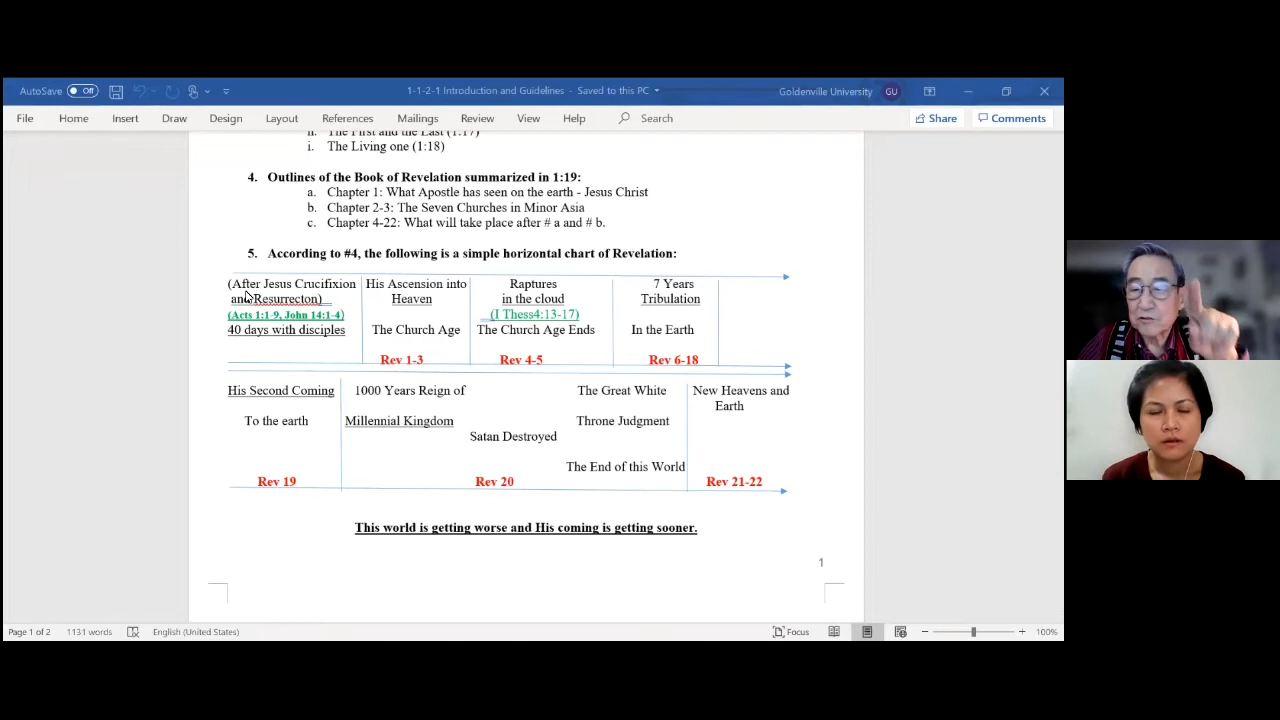 AutoSave Off 1-1-2-1 Introduction and Guidelines - Saved to this PC Goldenville University GU
File Home Insert Draw Design Layout References Mailings Review View Help Search Share Comments
h. The First and the Last (1:17)
i. The Living one (1:18)
4. Outlines of the Book of Revelation summarized in 1:19:
a. Chapter 1: What Apostle has seen on the earth - Jesus Christ
b. Chapter 2-3: The Seven Churches in Minor Asia
c. Chapter 4-22: What will take place after # a and # b.
5. According to #4, the following is a simple horizontal chart of Revelation:
(After Jesus Crucifixion His Ascension into Raptures 7 Years
and Resurrecton) Heaven in the cloud Tribulation
(Acts 1:1-9, John 14:1-4) (I Thess4:13-17)
40 days with disciples The Church Age The Church Age Ends In the Earth
Rev 1-3 Rev 4-5 Rev 6-18
His Second Coming 1000 Years Reign of The Great White New Heavens and
Earth
To the earth Millennial Kingdom Throne Judgment
Satan Destroyed
The End of this World
Rev 19 Rev 20 Rev 21-22
This world is getting worse and His coming is getting sooner.
1
Page 1 of 2 1131 words English (United States) Focus 100%